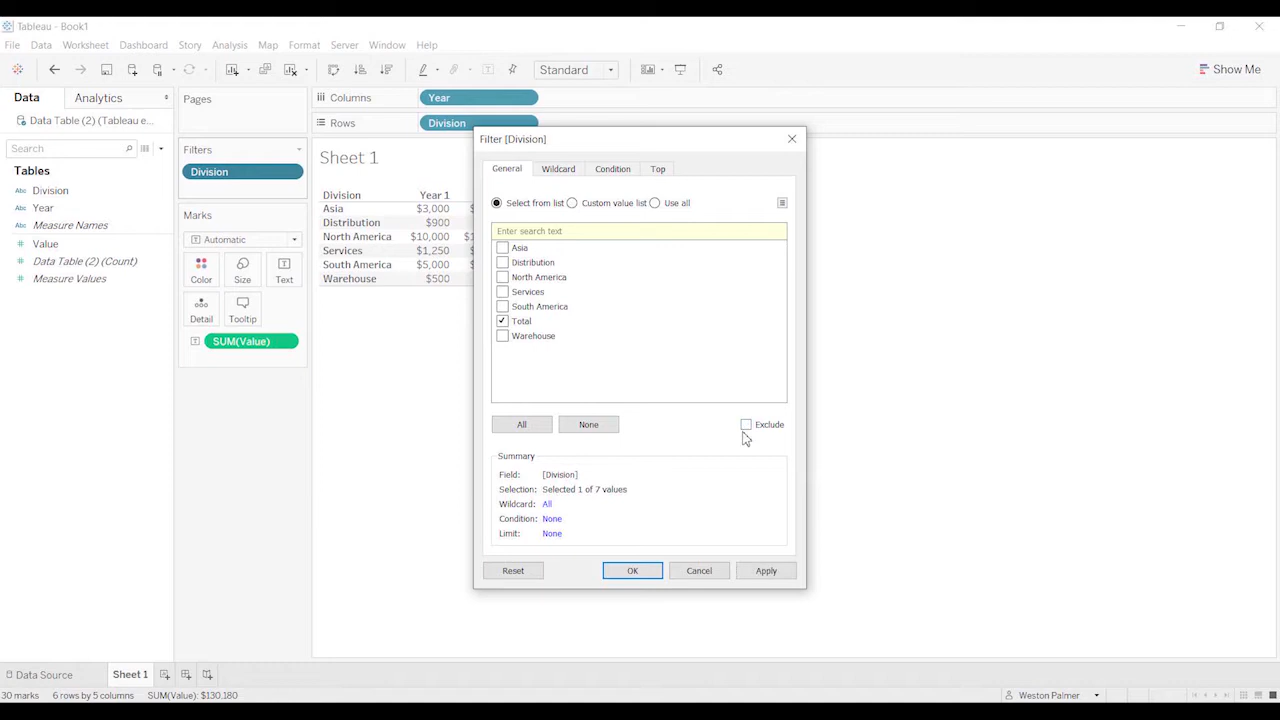 Tableau - Book1
File Data Worksheet Dashboard Story Analysis Map Format Server Window Help
Standard
Show Me
Data Analytics
Data Table (2) (Tableau e...
Search
Tables
Abc Division
Abc Year
Abc Measure Names
# Value
# Data Table (2) (Count)
# Measure Values
Pages
Filters
Division
Marks
Automatic
Color Size Text
Detail Tooltip
SUM(Value)
Columns Year
Rows Division
Sheet 1
Division Year 1
Asia $3,000
Distribution $900
North America $10,000
Services $1,250
South America $5,000
Warehouse $500
Filter [Division]
General Wildcard Condition Top
Select from list Custom value list Use all
Enter search text
Asia
Distribution
North America
Services
South America
Total
Warehouse
All None Exclude
Summary
Field: [Division]
Selection: Selected 1 of 7 values
Wildcard: All
Condition: None
Limit: None
Reset OK Cancel Apply
Data Source Sheet 1
30 marks 6 rows by 5 columns SUM(Value): $130,180
Weston Palmer